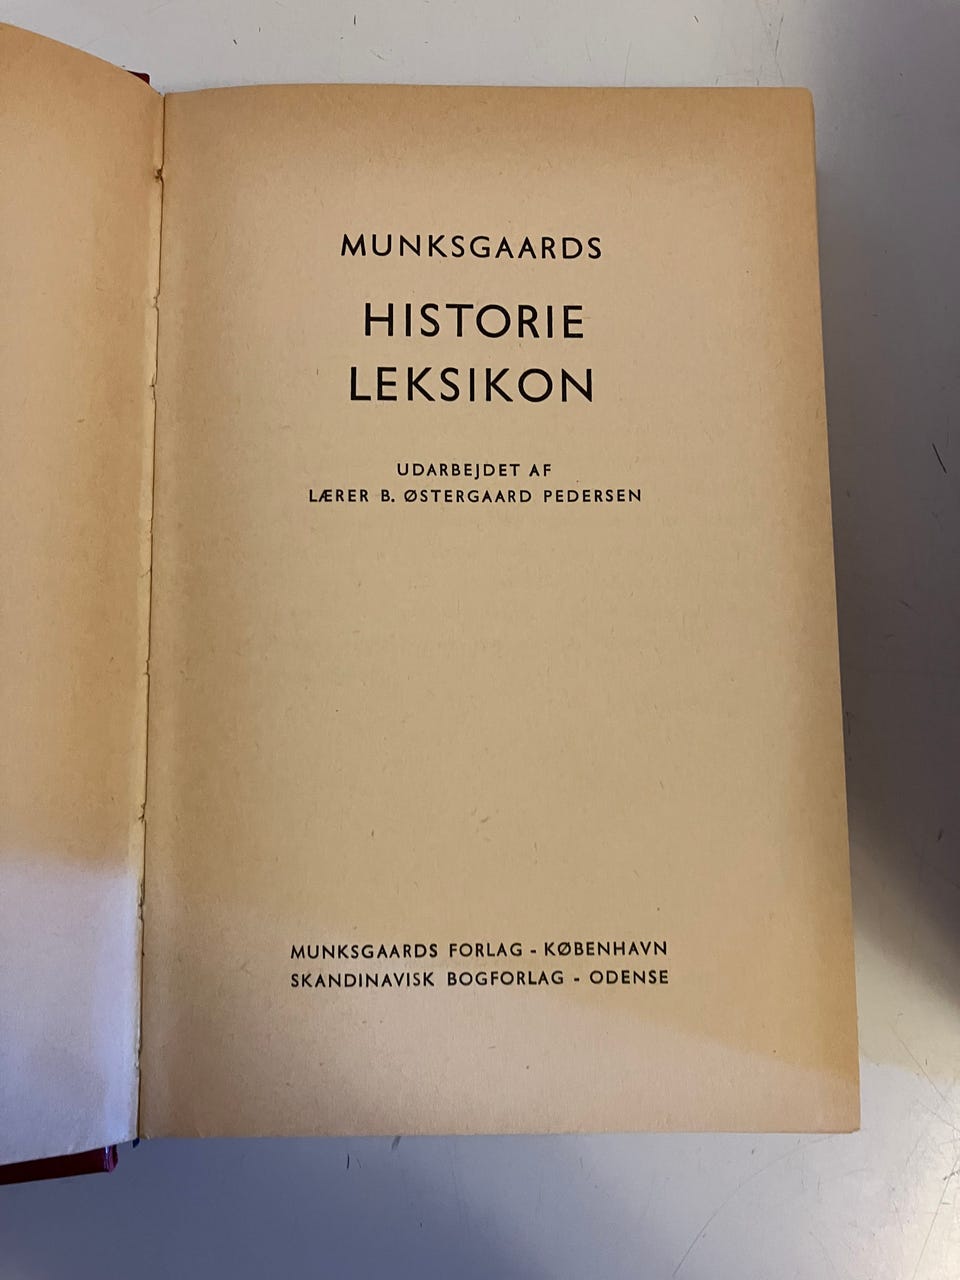 MUNKSGAARDS
HISTORIE
LEKSIKON
UDARBEJDET AF
LÆRER B. ØSTERGAARD PEDERSEN
MUNKSGAARDS FORLAG - KØBENHAVN
SKANDINAVISK BOGFORLAG - ODENSE